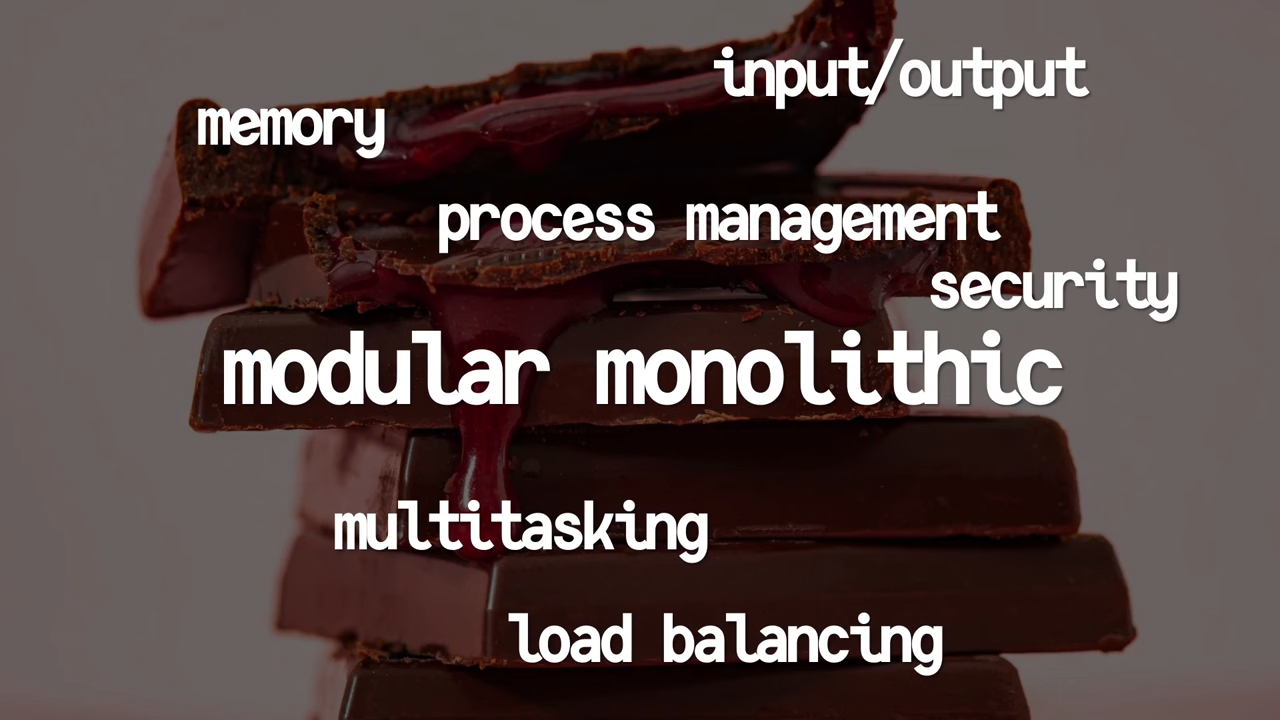 input/output
memory
process management
security
modular monolithic
multitasking
load balancing